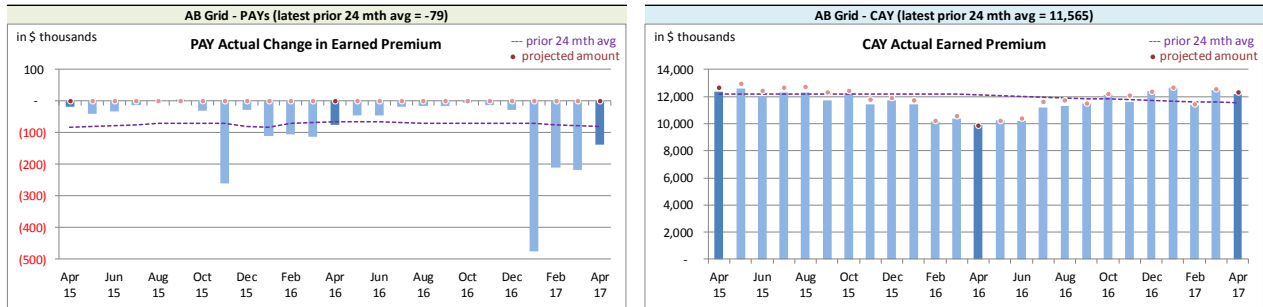 AB Grid - PAYs (latest prior 24 mth avg = -79)
in $ thousands
PAY Actual Change in Earned Premium
--- prior 24 mth avg
projected amount
100
-
(100)
(200)
(300)
(400)
(500)
Apr Jun Aug Oct Dec Feb Apr Jun Aug Oct Dec Feb Apr
15 15 15 15 15 16 16 16 16 16 16 17 17
AB Grid - CAY (latest prior 24 mth avg = 11,565)
in $ thousands
CAY Actual Earned Premium
--- prior 24 mth avg
projected amount
14,000
12,000
10,000
8,000
6,000
4,000
2,000
-
Apr Jun Aug Oct Dec Feb Apr Jun Aug Oct Dec Feb Apr
15 15 15 15 15 16 16 16 16 16 16 17 17